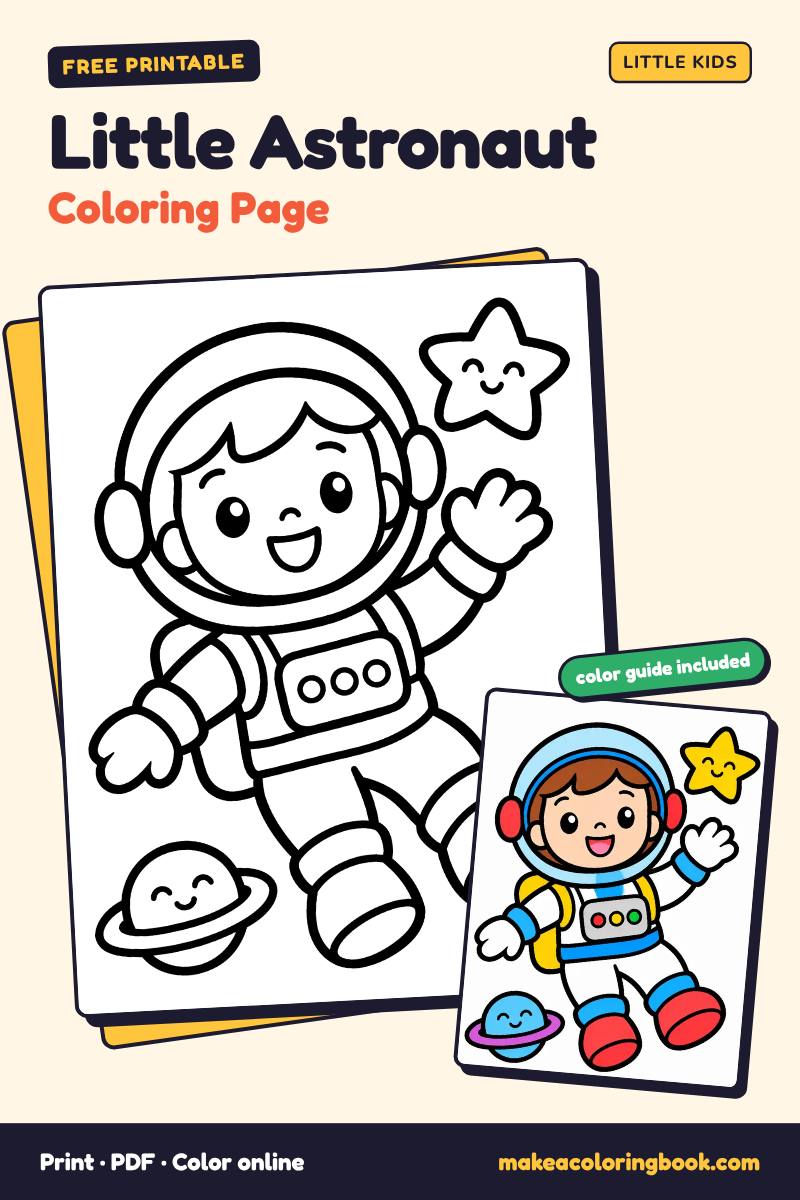 FREE PRINTABLE
LITTLE KIDS
Little Astronaut
Coloring Page
color guide included
Print · PDF · Color online
makeacoloringbook.com